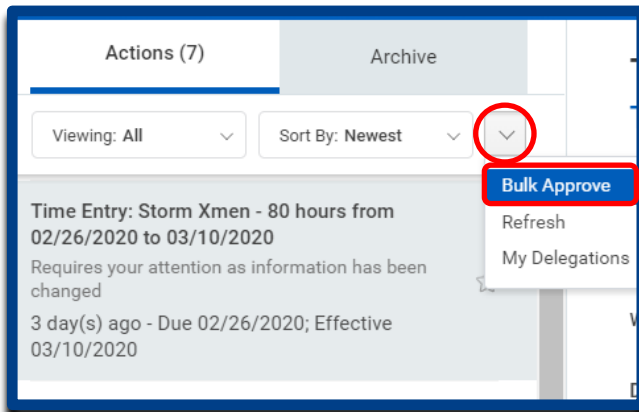 Actions (7)
Archive
Viewing: All
Sort By: Newest
Bulk Approve
Refresh
My Delegations
Time Entry: Storm Xmen - 80 hours from
02/26/2020 to 03/10/2020
Requires your attention as information has been
changed
3 day(s) ago - Due 02/26/2020; Effective
03/10/2020